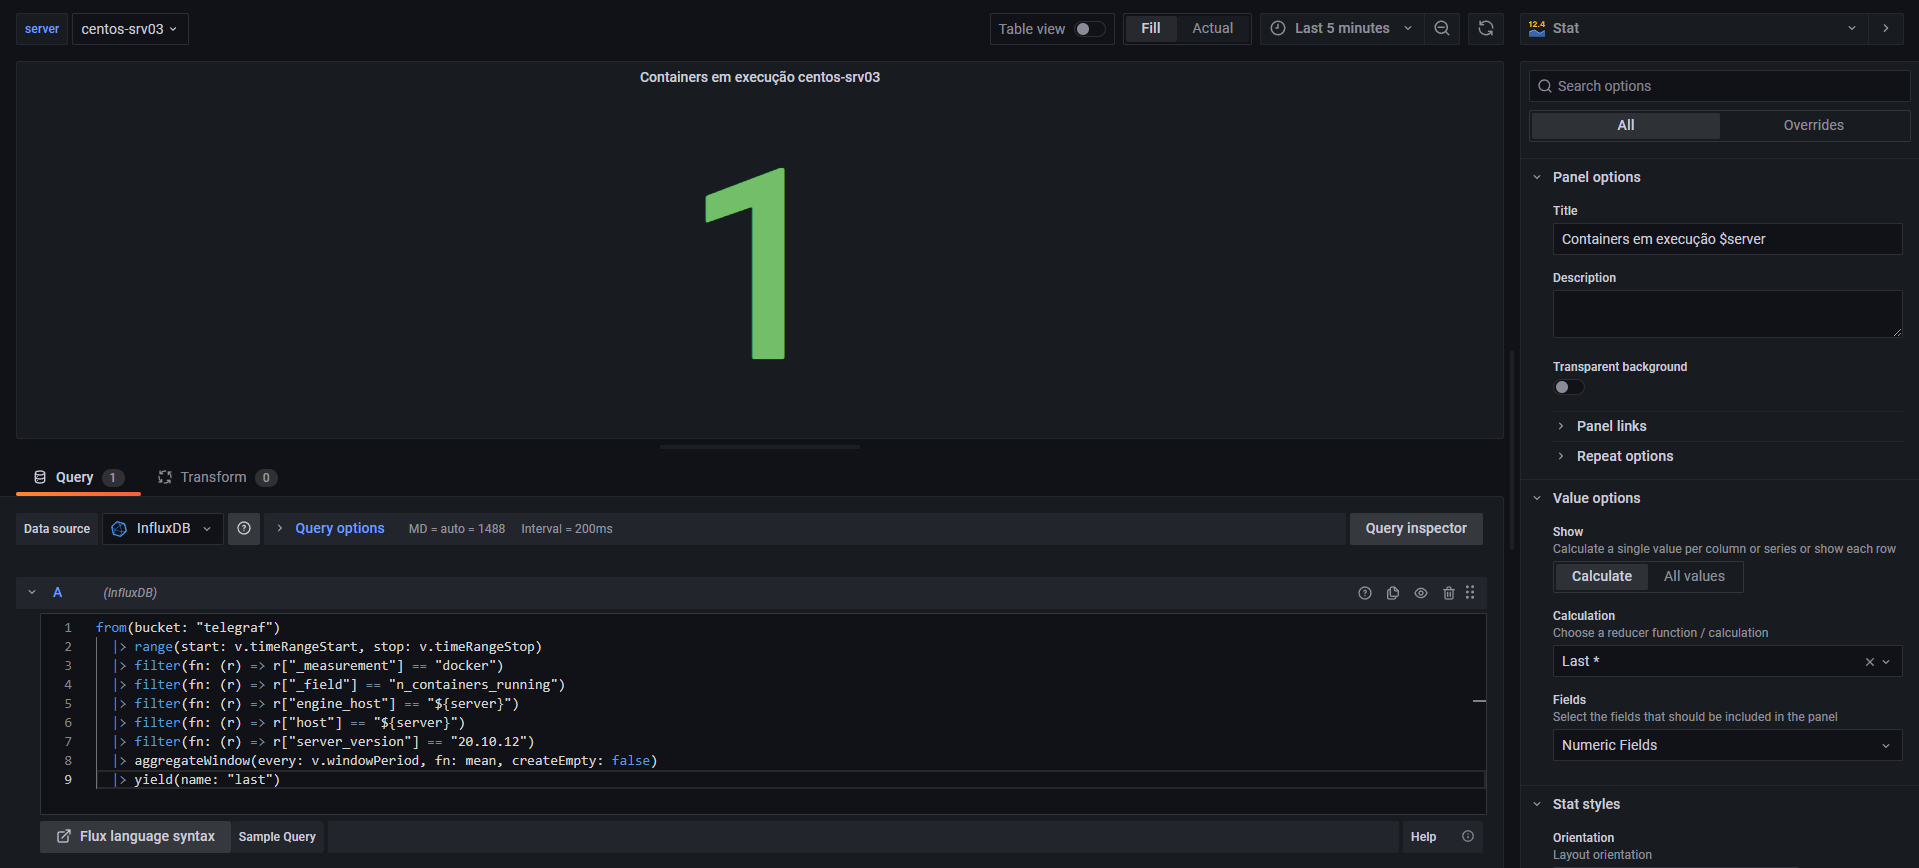 server centos-srv03 Table view Fill Actual Last 5 minutes 12.4 Stat
Containers em execução centos-srv03
1
Query 1 Transform 0
Data source InfluxDB Query options MD = auto = 1488 Interval = 200ms Query inspector
A (InfluxDB)
1 from(bucket: "telegraf")
2 |> range(start: v.timeRangeStart, stop: v.timeRangeStop)
3 |> filter(fn: (r) => r["_measurement"] == "docker")
4 |> filter(fn: (r) => r["_field"] == "n_containers_running")
5 |> filter(fn: (r) => r["engine_host"] == "${server}")
6 |> filter(fn: (r) => r["host"] == "${server}")
7 |> filter(fn: (r) => r["server_version"] == "20.10.12")
8 |> aggregateWindow(every: v.windowPeriod, fn: mean, createEmpty: false)
9 |> yield(name: "last")
Flux language syntax Sample Query Help
Search options
All Overrides
Panel options
Title
Containers em execução $server
Description
Transparent background
Panel links
Repeat options
Value options
Show
Calculate a single value per column or series or show each row
Calculate All values
Calculation
Choose a reducer function / calculation
Last *
Fields
Select the fields that should be included in the panel
Numeric Fields
Stat styles
Orientation
Layout orientation